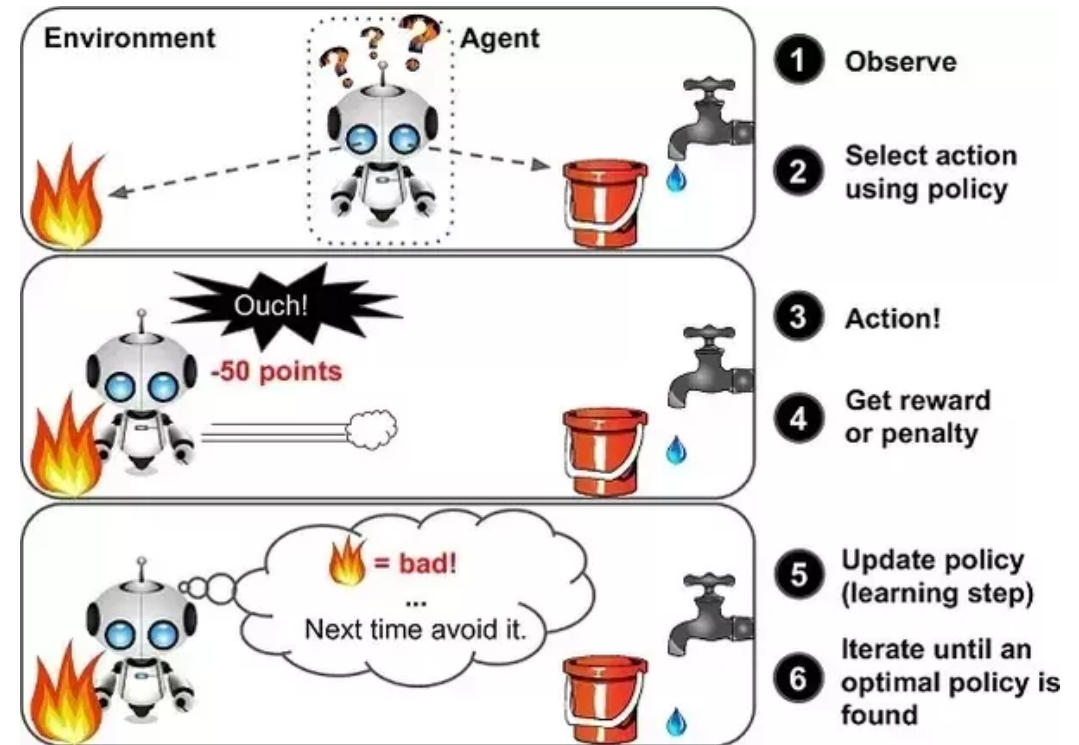 Environment
Agent
? ? ?
1 Observe
2 Select action
using policy
Ouch!
-50 points
3 Action!
4 Get reward
or penalty
= bad!
...
Next time avoid it.
5 Update policy
(learning step)
6 Iterate until an
optimal policy is
found